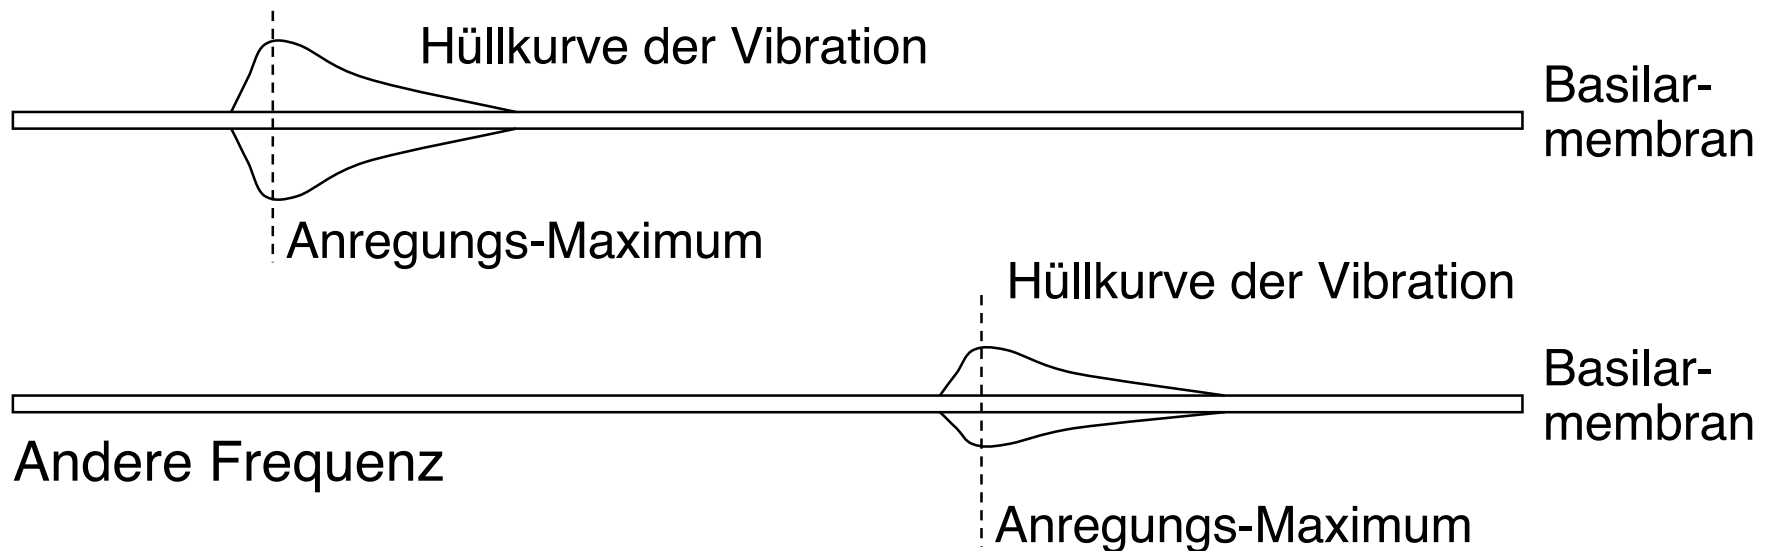 Hüllkurve der Vibration
Basilar-
membran
Anregungs-Maximum
Hüllkurve der Vibration
Basilar-
membran
Andere Frequenz
Anregungs-Maximum